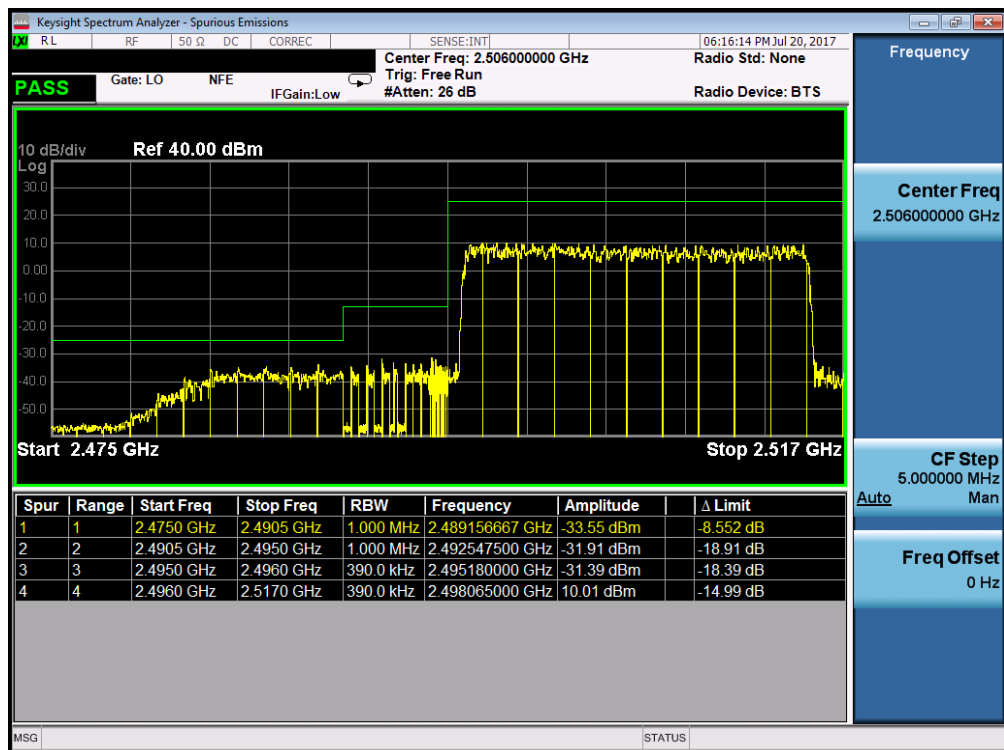 Keysight Spectrum Analyzer - Spurious Emissions
LXI RL RF 50 Ω DC CORREC SENSE:INT 06:16:14 PM Jul 20, 2017
Center Freq: 2.506000000 GHz Radio Std: None
PASS Gate: LO NFE Trig: Free Run
IFGain:Low #Atten: 26 dB Radio Device: BTS
10 dB/div Ref 40.00 dBm
Log
30.0
20.0
10.0
0.00
-10.0
-20.0
-30.0
-40.0
-50.0
Start 2.475 GHz Stop 2.517 GHz
Spur Range Start Freq Stop Freq RBW Frequency Amplitude Δ Limit
1 1 2.4750 GHz 2.4905 GHz 1.000 MHz 2.489156667 GHz -33.55 dBm -8.552 dB
2 2 2.4905 GHz 2.4950 GHz 1.000 MHz 2.492547500 GHz -31.91 dBm -18.91 dB
3 3 2.4950 GHz 2.4960 GHz 390.0 kHz 2.495180000 GHz -31.39 dBm -18.39 dB
4 4 2.4960 GHz 2.5170 GHz 390.0 kHz 2.498065000 GHz 10.01 dBm -14.99 dB
MSG STATUS
Frequency
Center Freq
2.506000000 GHz
CF Step
5.000000 MHz
Auto Man
Freq Offset
0 Hz